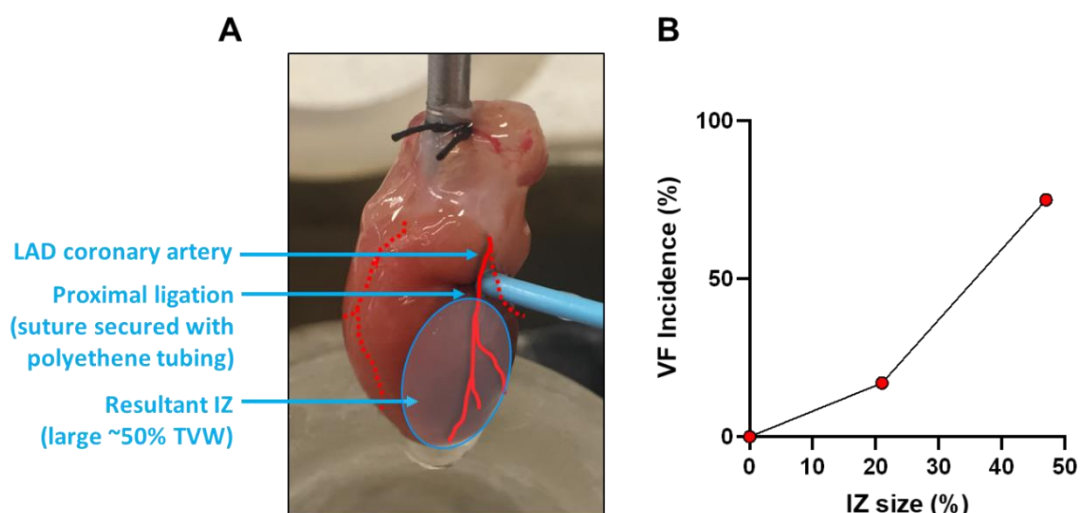 A
LAD coronary artery
Proximal ligation
(suture secured with
polyethene tubing)
Resultant IZ
(large ~50% TVW)
B
VF Incidence (%)
100
50
0
0 10 20 30 40 50
IZ size (%)